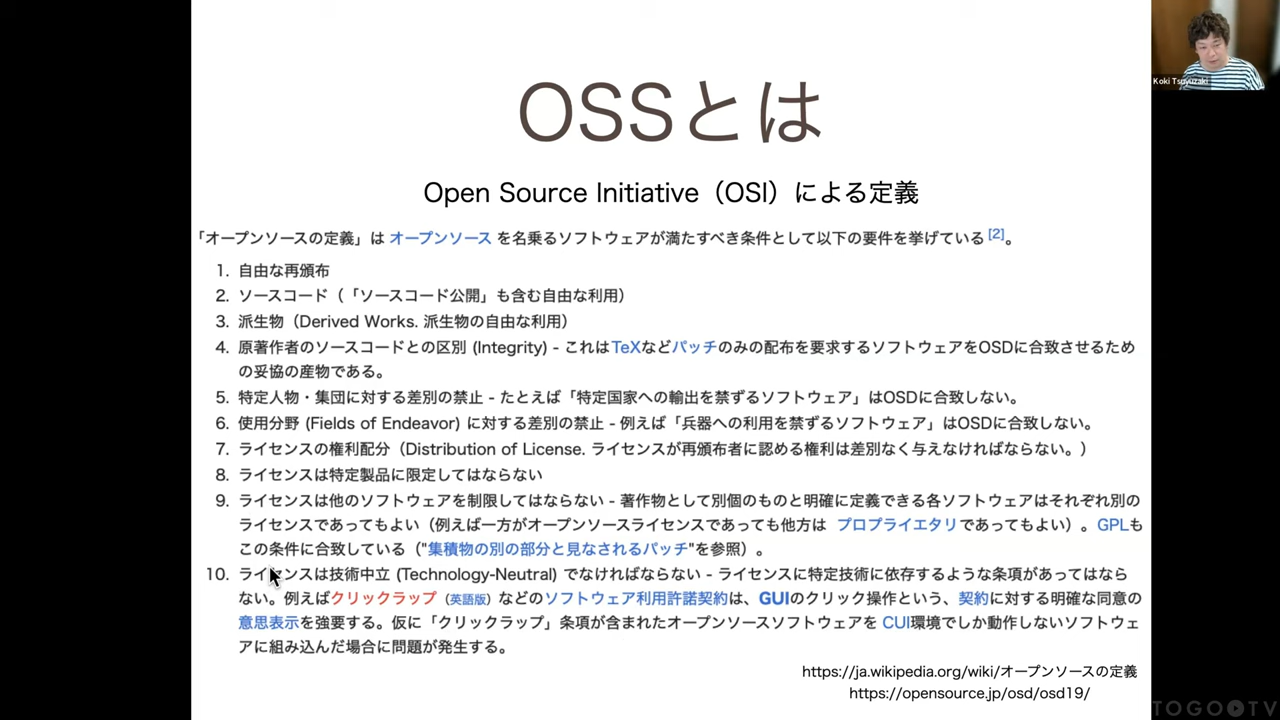 OSSとは
Open Source Initiative（OSI）による定義
「オープンソースの定義」は オープンソース を名乗るソフトウェアが満たすべき条件として以下の要件を挙げている [2]。
1. 自由な再頒布
2. ソースコード（「ソースコード公開」も含む自由な利用）
3. 派生物（Derived Works. 派生物の自由な利用）
4. 原著作者のソースコードとの区別 (Integrity) - これはTeXなどパッチのみの配布を要求するソフトウェアをOSDに合致させるため
の妥協の産物である。
5. 特定人物・集団に対する差別の禁止 - たとえば「特定国家への輸出を禁ずるソフトウェア」はOSDに合致しない。
6. 使用分野 (Fields of Endeavor) に対する差別の禁止 - 例えば「兵器への利用を禁ずるソフトウェア」はOSDに合致しない。
7. ライセンスの権利配分（Distribution of License. ライセンスが再頒布者に認める権利は差別なく与えなければならない。）
8. ライセンスは特定製品に限定してはならない
9. ライセンスは他のソフトウェアを制限してはならない - 著作物として別個のものと明確に定義できる各ソフトウェアはそれぞれ別の
ライセンスであってもよい（例えば一方がオープンソースライセンスであっても他方は プロプライエタリであってもよい）。GPLも
この条件に合致している（"集積物の別の部分と見なされるパッチ"を参照）。
10. ライセンスは技術中立 (Technology-Neutral) でなければならない - ライセンスに特定技術に依存するような条項があってはなら
ない。例えばクリックラップ（英語版）などのソフトウェア利用許諾契約は、GUIのクリック操作という、契約に対する明確な同意の
意思表示を強要する。仮に「クリックラップ」条項が含まれたオープンソースソフトウェアを CUI環境でしか動作しないソフトウェ
アに組み込んだ場合に問題が発生する。
https://ja.wikipedia.org/wiki/オープンソースの定義
https://opensource.jp/osd/osd19/
Koki Tsuyuzaki
TOGO TV